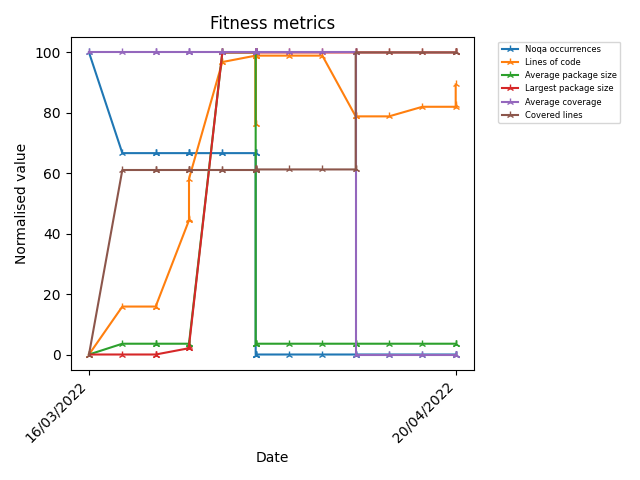 Fitness metrics
Noqa occurrences
Lines of code
Average package size
Largest package size
Average coverage
Covered lines
Normalised value
100
80
60
40
20
0
16/03/2022
20/04/2022
Date